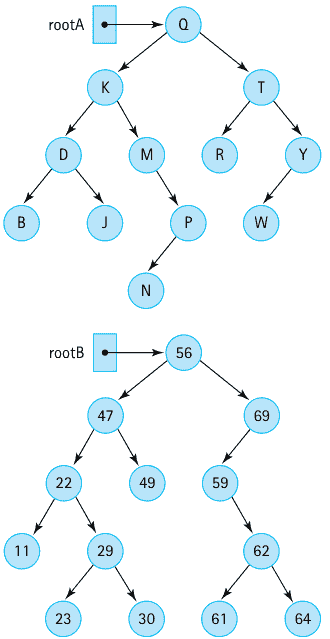 rootA Q
K T
D M R Y
B J P W
N
rootB 56
47 69
22 49 59
11 29 62
23 30 61 64